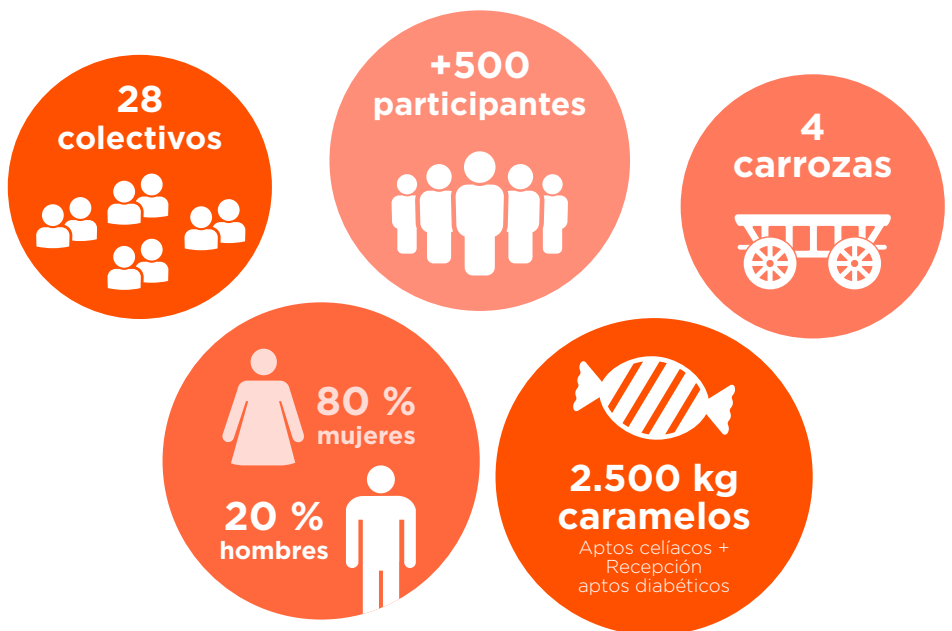 28
colectivos
+500
participantes
4
carrozas
80 %
mujeres
20 %
hombres
2.500 kg
caramelos
Aptos celíacos +
Recepción
aptos diabéticos